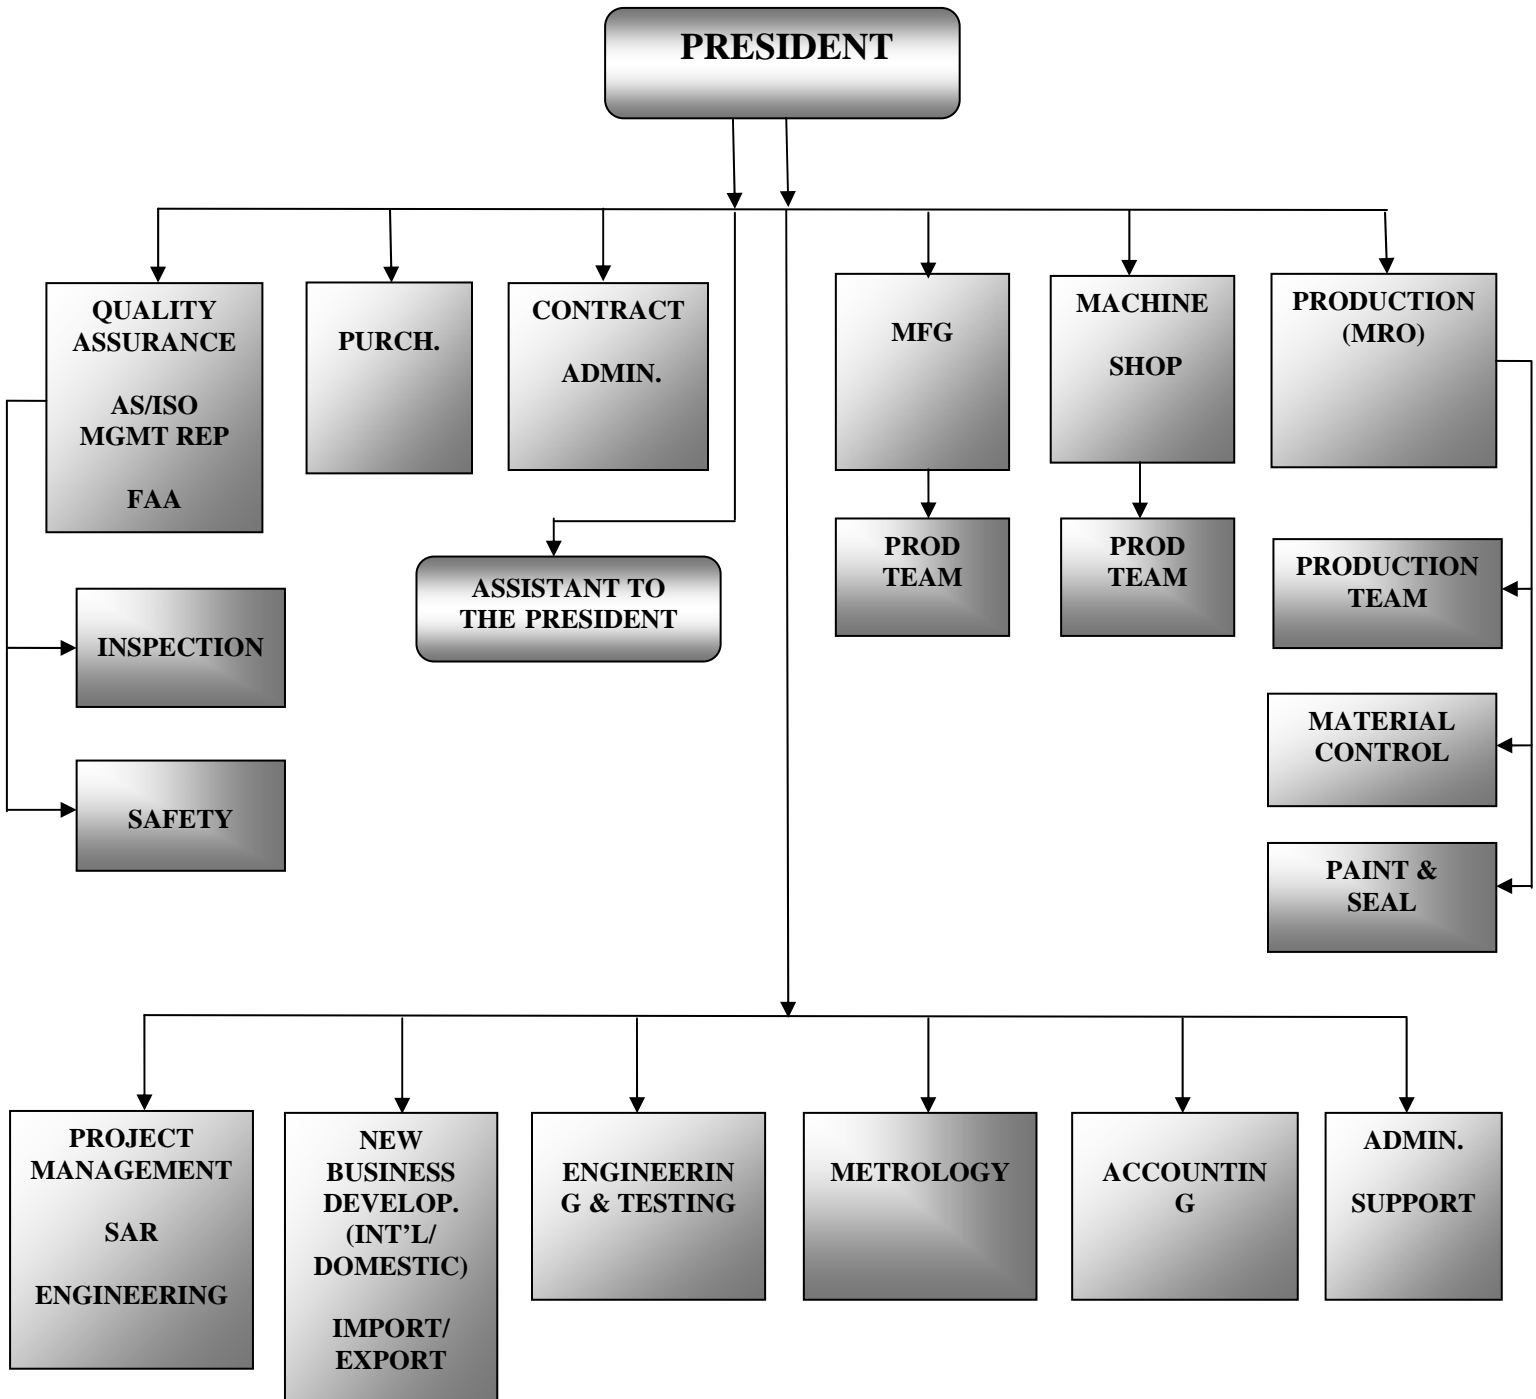 PRESIDENT
QUALITY
ASSURANCE
AS/ISO
MGMT REP
FAA
PURCH.
CONTRACT
ADMIN.
MFG
MACHINE
SHOP
PRODUCTION
(MRO)
PROD
TEAM
PROD
TEAM
PRODUCTION
TEAM
ASSISTANT TO
THE PRESIDENT
INSPECTION
MATERIAL
CONTROL
SAFETY
PAINT &
SEAL
PROJECT
MANAGEMENT
SAR
ENGINEERING
NEW
BUSINESS
DEVELOP.
(INT’L/
DOMESTIC)
IMPORT/
EXPORT
ENGINEERIN
G & TESTING
METROLOGY
ACCOUNTIN
G
ADMIN.
SUPPORT